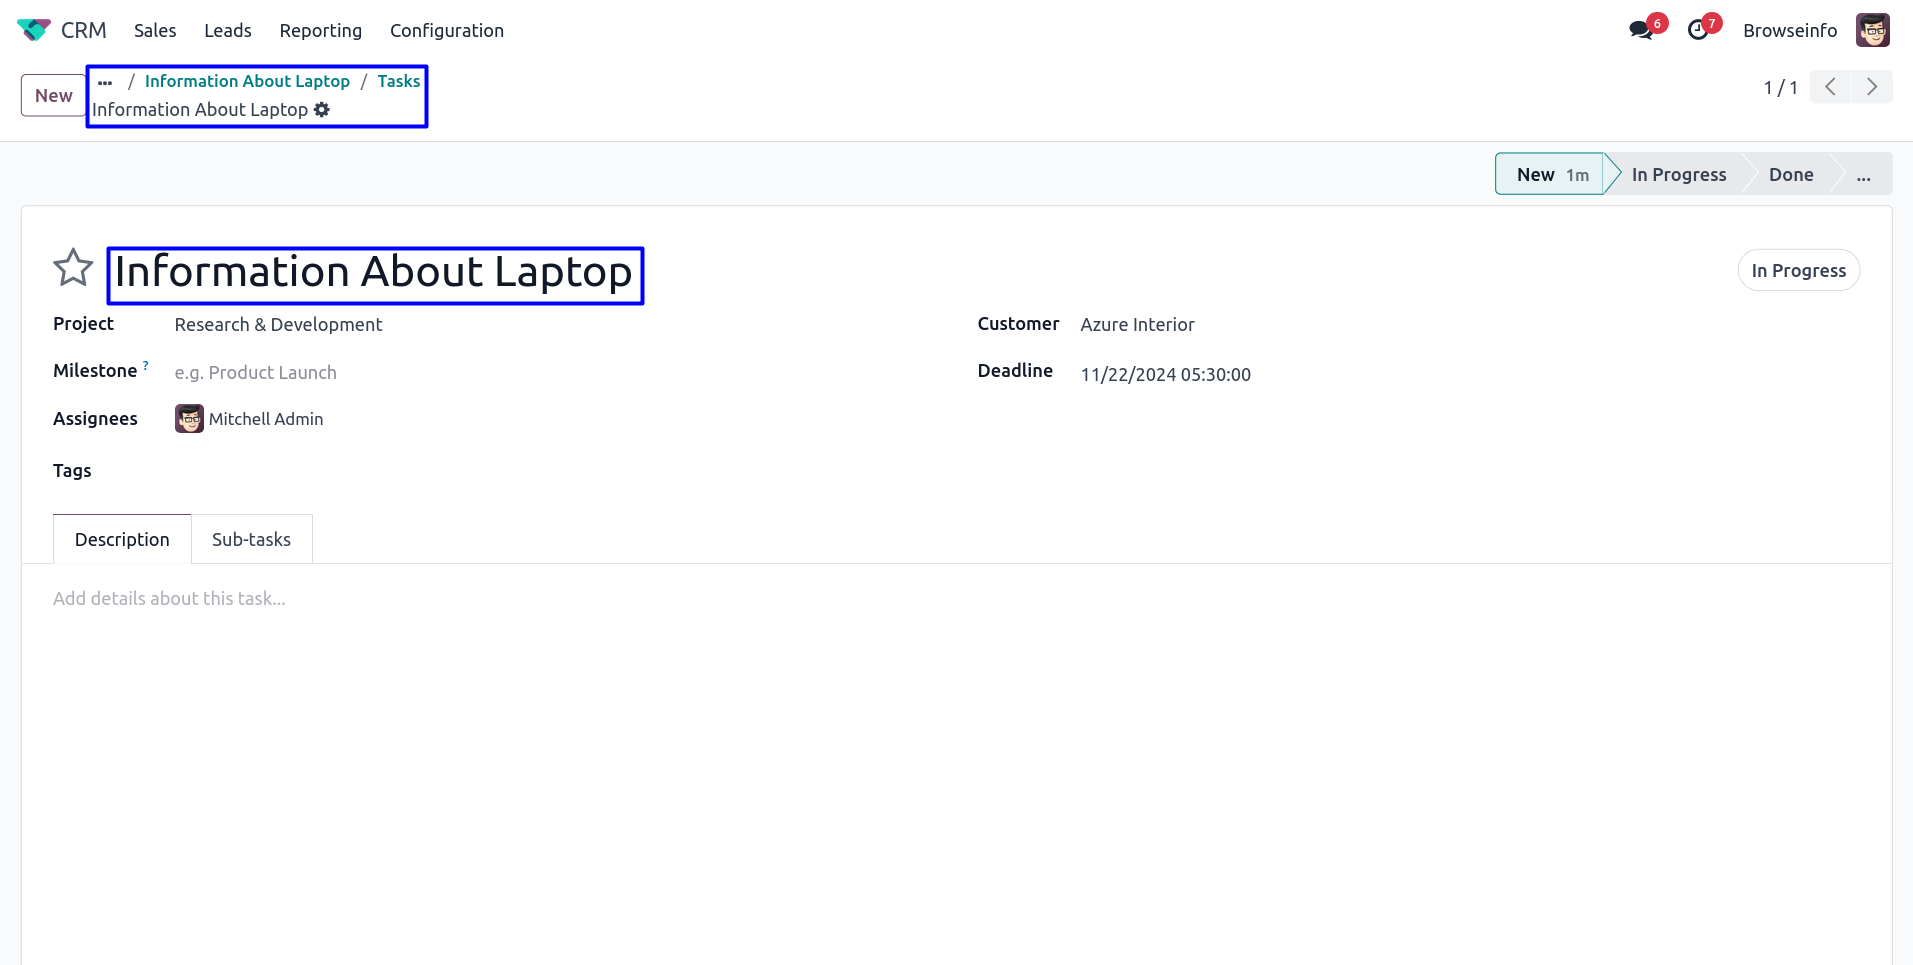 CRM Sales Leads Reporting Configuration 6 7 Browseinfo
New ... / Information About Laptop / Tasks 1 / 1
Information About Laptop
New 1m In Progress Done ...
Information About Laptop In Progress
Project Research & Development Customer Azure Interior
Milestone ? e.g. Product Launch Deadline 11/22/2024 05:30:00
Assignees Mitchell Admin
Tags
Description Sub-tasks
Add details about this task...